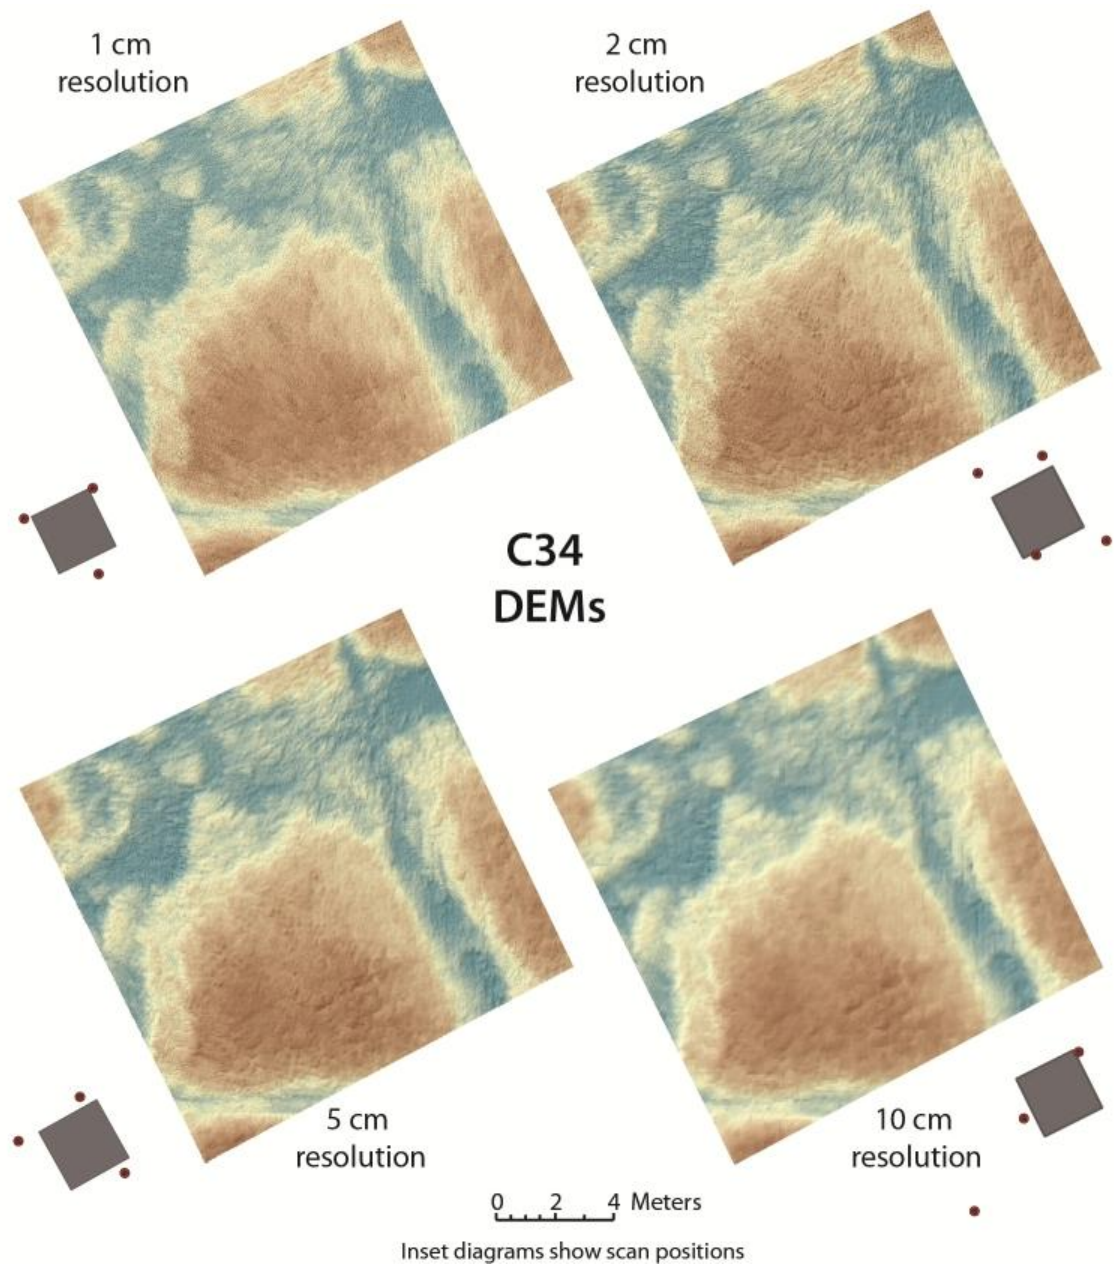 1 cm
resolution
2 cm
resolution
C34
DEMs
5 cm
resolution
10 cm
resolution
0 2 4 Meters
Inset diagrams show scan positions